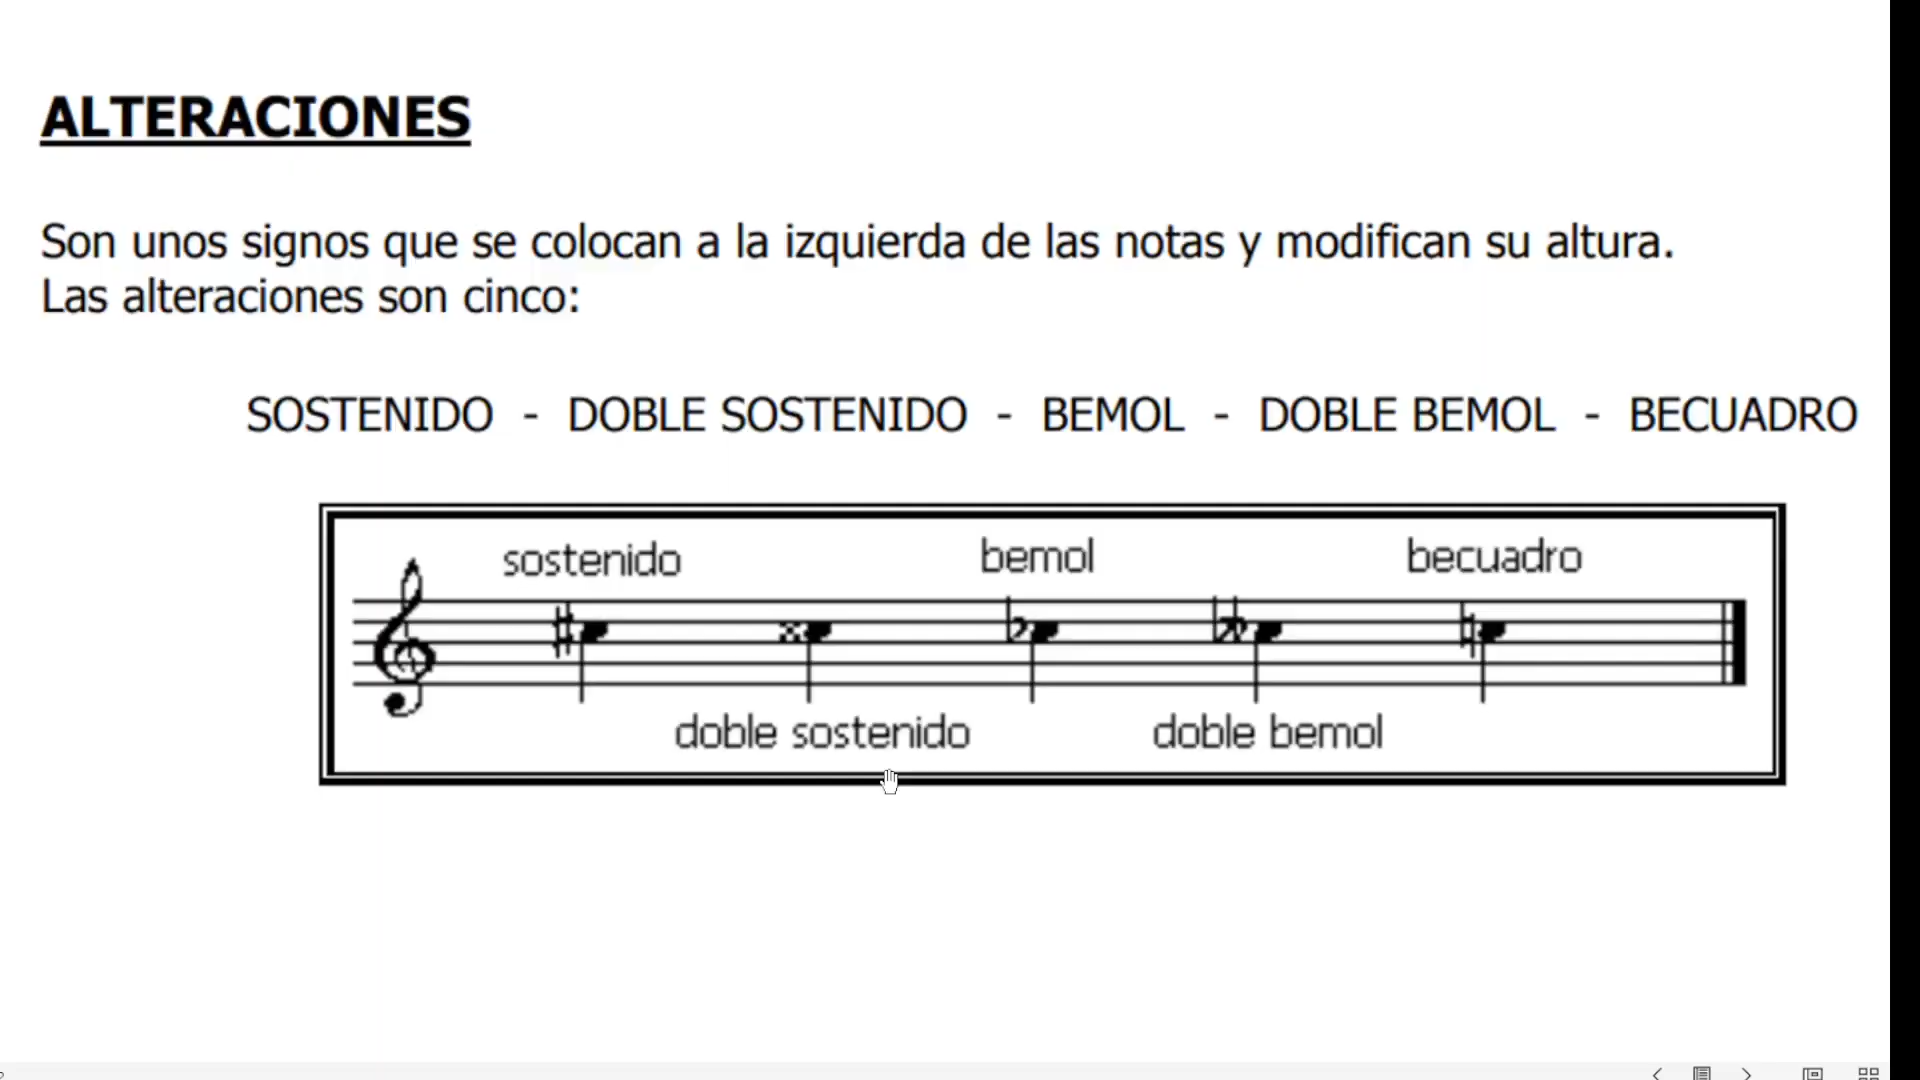 ALTERACIONES
Son unos signos que se colocan a la izquierda de las notas y modifican su altura.
Las alteraciones son cinco:
SOSTENIDO - DOBLE SOSTENIDO - BEMOL - DOBLE BEMOL - BECUADRO
sostenido bemol becuadro
doble sostenido doble bemol